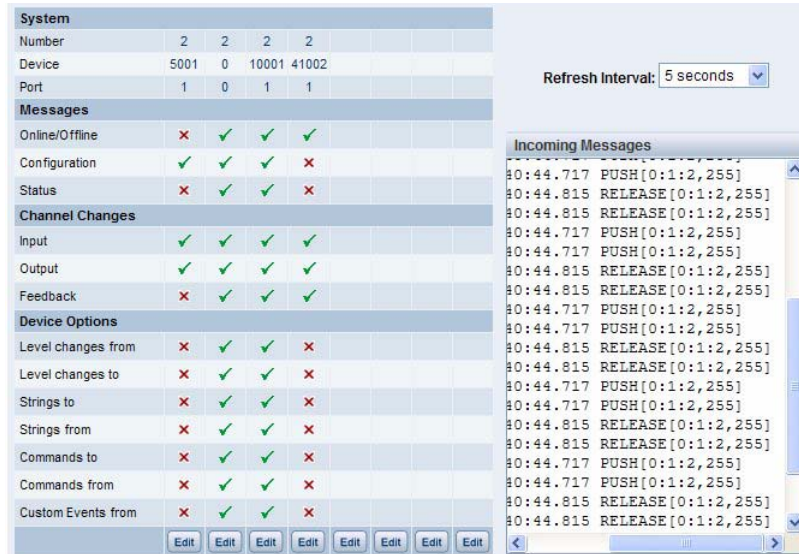 System
Number 2 2 2 2
Device 5001 0 10001 41002
Port 1 0 1 1
Messages
Online/Offline
Configuration
Status
Channel Changes
Input
Output
Feedback
Device Options
Level changes from
Level changes to
Strings to
Strings from
Commands to
Commands from
Custom Events from
Edit Edit Edit Edit Edit Edit Edit Edit
Refresh Interval: 5 seconds
Incoming Messages
40:44.717 PUSH[0:1:2,255]
40:44.815 RELEASE[0:1:2,255]
40:44.815 RELEASE[0:1:2,255]
40:44.717 PUSH[0:1:2,255]
40:44.717 PUSH[0:1:2,255]
40:44.815 RELEASE[0:1:2,255]
40:44.815 RELEASE[0:1:2,255]
40:44.717 PUSH[0:1:2,255]
40:44.717 PUSH[0:1:2,255]
40:44.815 RELEASE[0:1:2,255]
40:44.815 RELEASE[0:1:2,255]
40:44.717 PUSH[0:1:2,255]
40:44.717 PUSH[0:1:2,255]
40:44.815 RELEASE[0:1:2,255]
40:44.815 RELEASE[0:1:2,255]
40:44.717 PUSH[0:1:2,255]
40:44.717 PUSH[0:1:2,255]
40:44.815 RELEASE[0:1:2,255]
40:44.815 RELEASE[0:1:2,255]